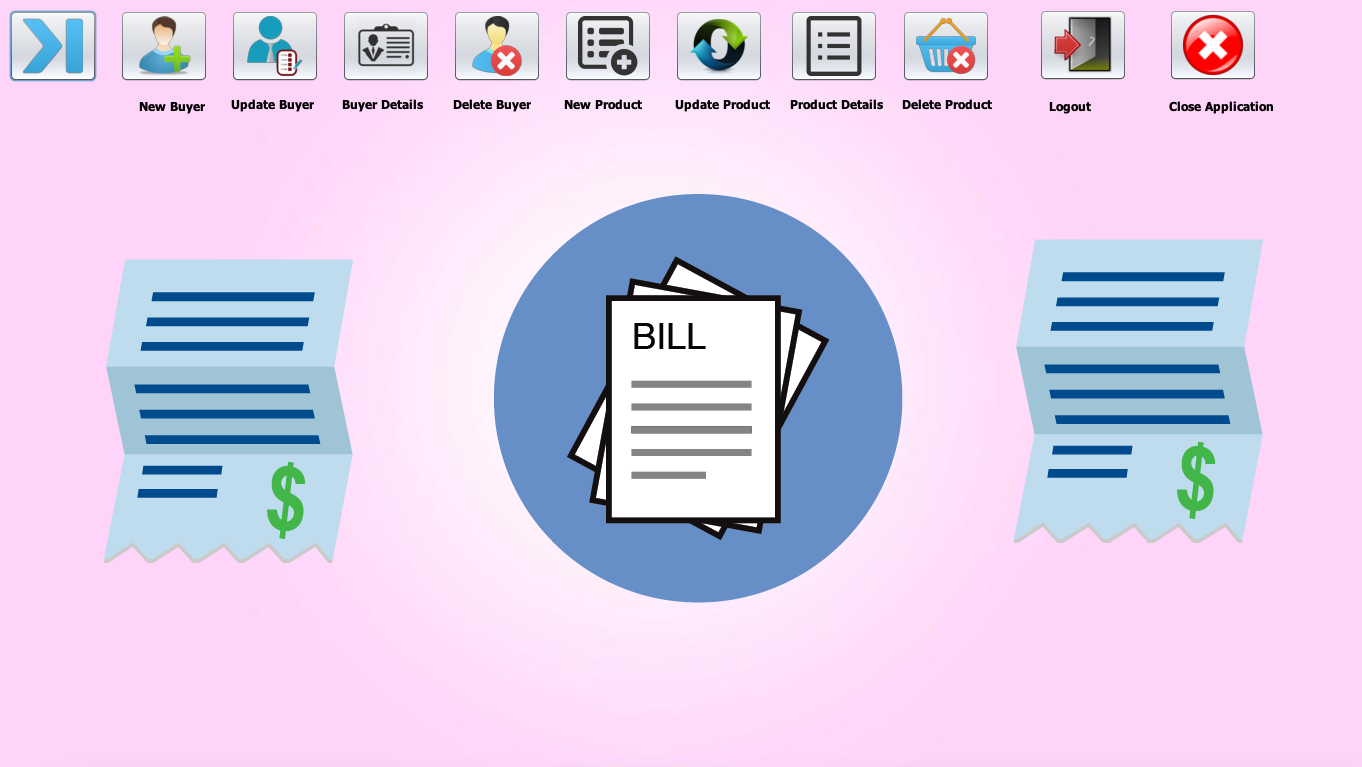 New Buyer
Update Buyer
Buyer Details
Delete Buyer
New Product
Update Product
Product Details
Delete Product
Logout
Close Application
BILL